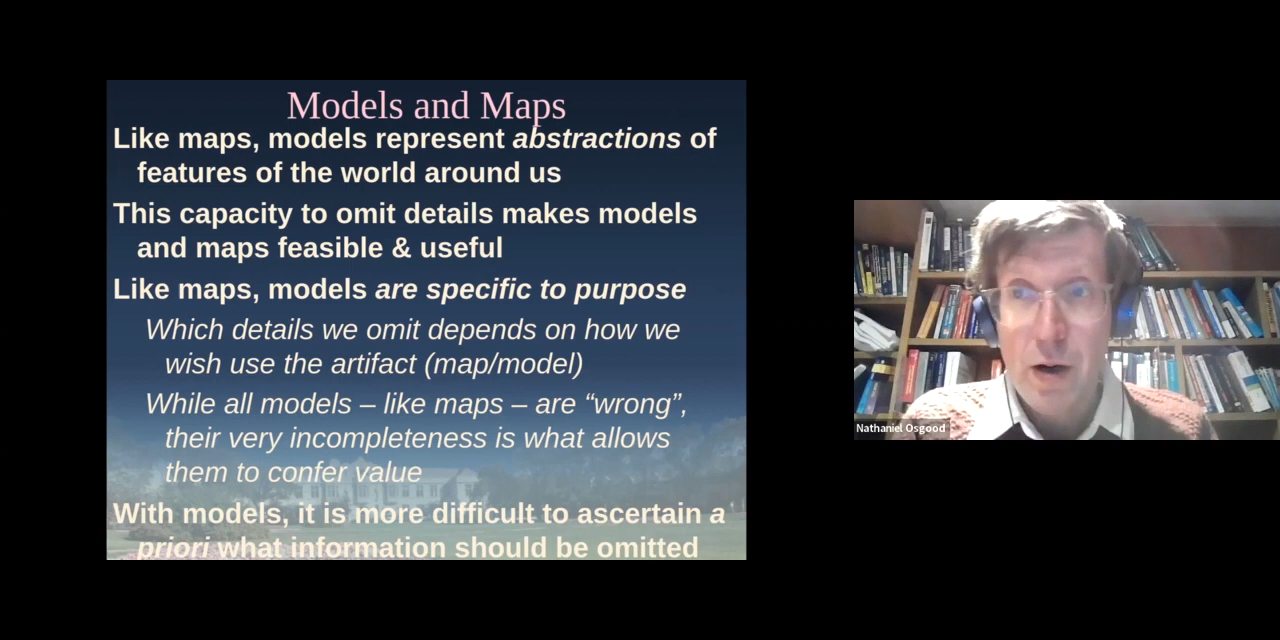 Models and Maps
Like maps, models represent abstractions of
features of the world around us
This capacity to omit details makes models
and maps feasible & useful
Like maps, models are specific to purpose
Which details we omit depends on how we
wish use the artifact (map/model)
While all models – like maps – are “wrong”,
their very incompleteness is what allows
them to confer value
With models, it is more difficult to ascertain a
priori what information should be omitted
Nathaniel Osgood